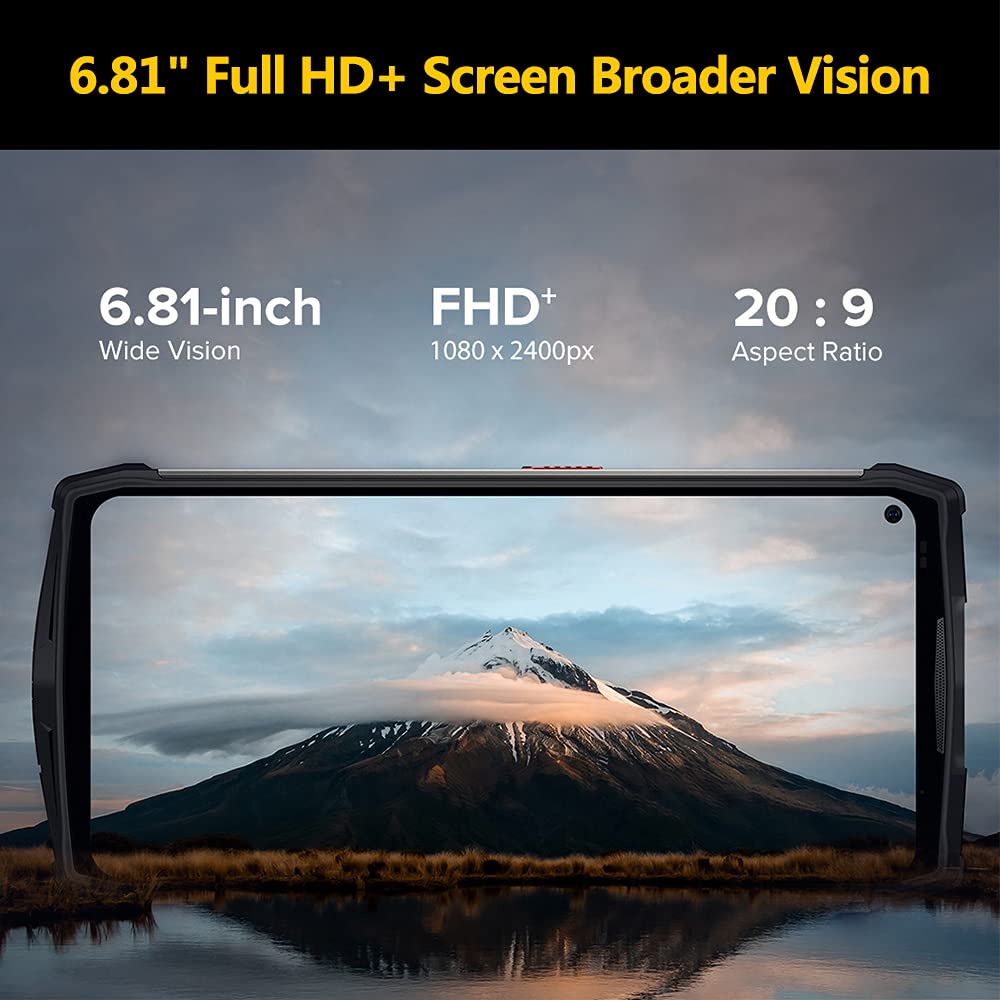 6.81" Full HD+ Screen Broader Vision
6.81-inch
Wide Vision
FHD+
1080 x 2400px
20 : 9
Aspect Ratio